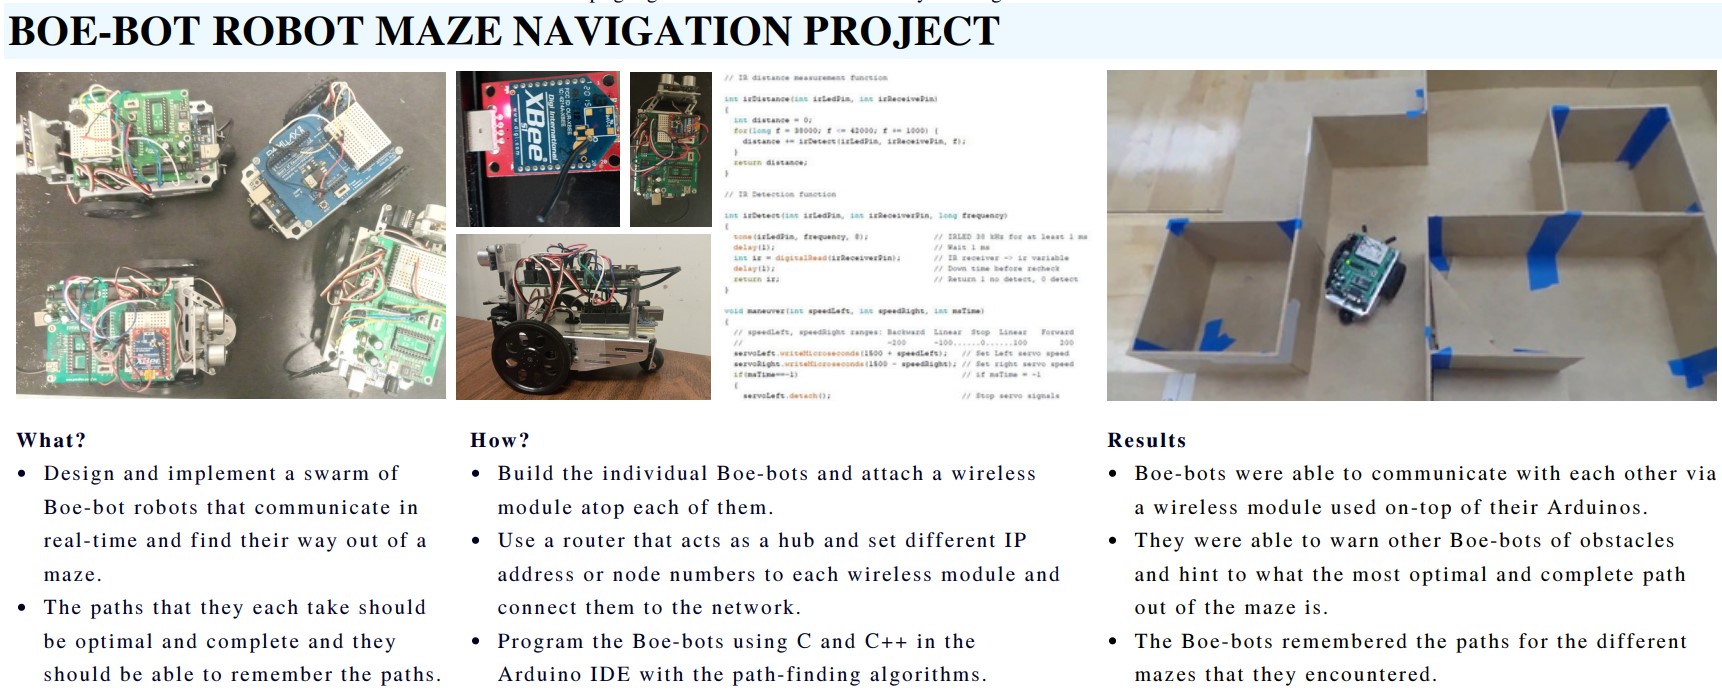 BOE-BOT ROBOT MAZE NAVIGATION PROJECT
XBee
Digi International
// IR distance measurement function
int irDistance(int irLedPin, int irReceivePin)
{
int distance = 0;
for(long f = 38000; f <= 42000; f += 1000) {
distance += irDetect(irLedPin, irReceivePin, f);
}
return distance;
}
// IR Detection function
int irDetect(int irLedPin, int irReceiverPin, long frequency)
{
tone(irLedPin, frequency, 8); // IRLED 38 kHz for at least 1 ms
delay(1); // Wait 1 ms
int ir = digitalRead(irReceiverPin); // IR receiver -> ir variable
delay(1); // Down time before recheck
return ir; // Return 1 no detect, 0 detect
}
void maneuver(int speedLeft, int speedRight, int msTime)
{
// speedLeft, speedRight ranges: Backward Linear Stop Linear Forward
// -200 -100......0......100 200
servoLeft.writeMicroseconds(1500 + speedLeft); // Set Left servo speed
servoRight.writeMicroseconds(1500 - speedRight); // Set right servo speed
if(msTime==-1) // if msTime = -1
{
servoLeft.detach(); // Stop servo signals
What?
• Design and implement a swarm of
Boe-bot robots that communicate in
real-time and find their way out of a
maze.
• The paths that they each take should
be optimal and complete and they
should be able to remember the paths.
How?
• Build the individual Boe-bots and attach a wireless
module atop each of them.
• Use a router that acts as a hub and set different IP
address or node numbers to each wireless module and
connect them to the network.
• Program the Boe-bots using C and C++ in the
Arduino IDE with the path-finding algorithms.
Results
• Boe-bots were able to communicate with each other via
a wireless module used on-top of their Arduinos.
• They were able to warn other Boe-bots of obstacles
and hint to what the most optimal and complete path
out of the maze is.
• The Boe-bots remembered the paths for the different
mazes that they encountered.